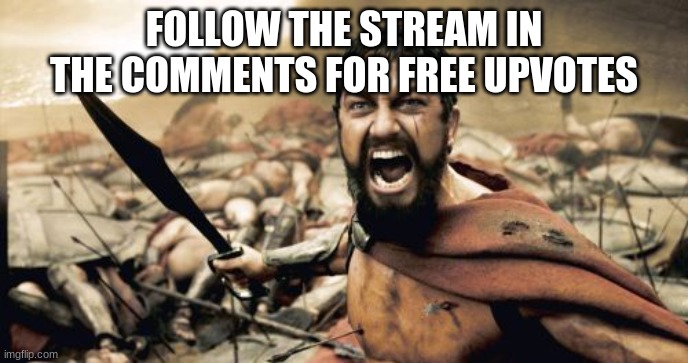 FOLLOW THE STREAM IN
THE COMMENTS FOR FREE UPVOTES
imgflip.com